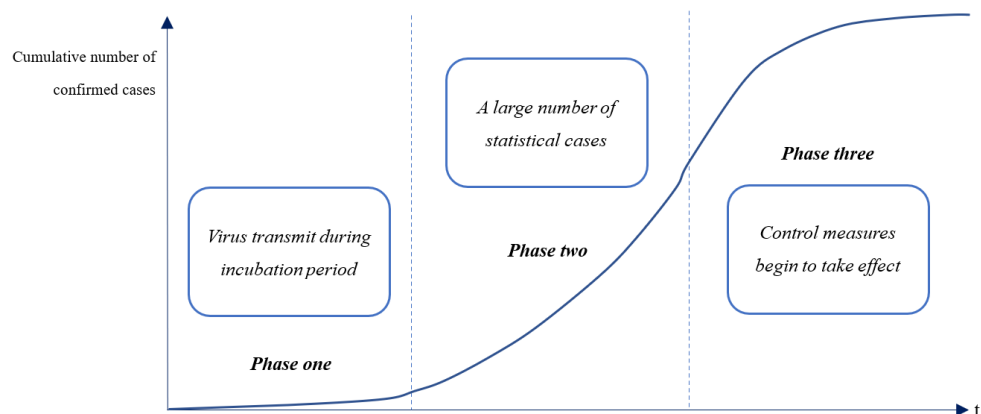 Cumulative number of
confirmed cases
A large number of
statistical cases
Phase three
Virus transmit during
incubation period
Phase two
Control measures
begin to take effect
Phase one
t